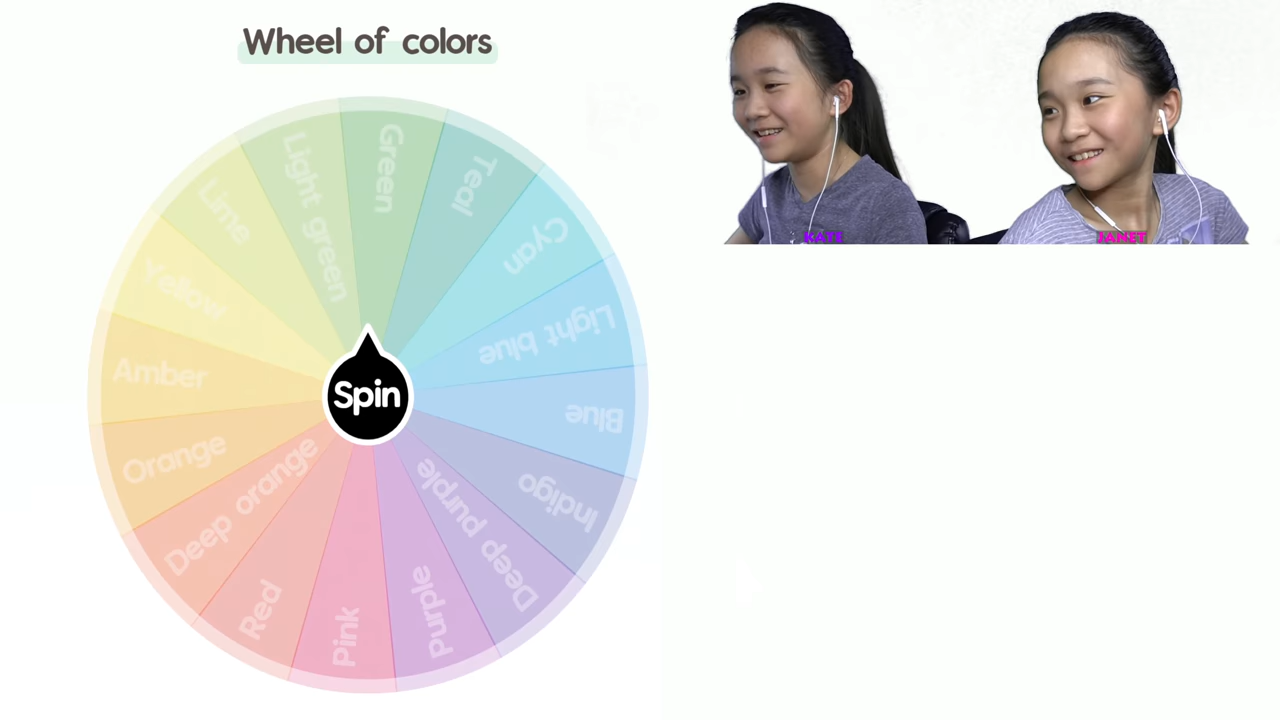 Wheel of colors
KATE
JANET
Green
Teal
Cyan
Light blue
Blue
Indigo
Deep purple
Purple
Pink
Red
Deep orange
Orange
Amber
Yellow
Lime
Light green
Spin